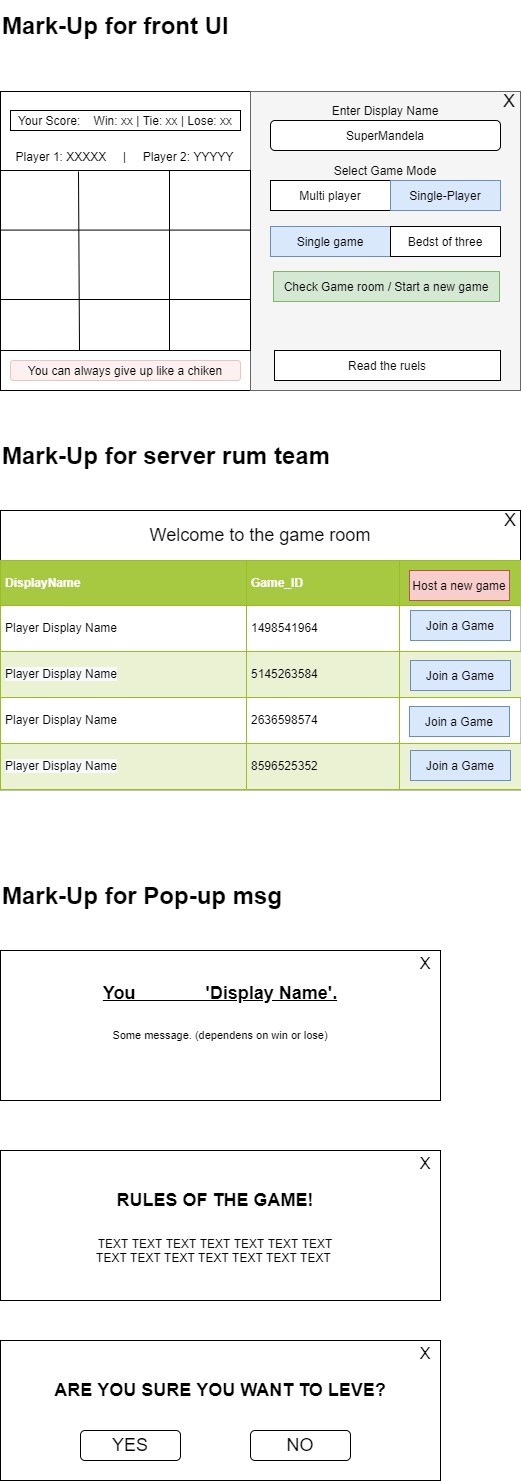 Mark-Up for front UI
X
Your Score: Win: xx | Tie: xx | Lose: xx
Player 1: XXXXX | Player 2: YYYYY
You can always give up like a chiken
Enter Display Name
SuperMandela
Select Game Mode
Multi player Single-Player
Single game Bedst of three
Check Game room / Start a new game
Read the ruels
Mark-Up for server rum team
X
Welcome to the game room
DisplayName Game_ID Host a new game
Player Display Name 1498541964 Join a Game
Player Display Name 5145263584 Join a Game
Player Display Name 2636598574 Join a Game
Player Display Name 8596525352 Join a Game
Mark-Up for Pop-up msg
X
You 'Display Name'.
Some message. (dependens on win or lose)
X
RULES OF THE GAME!
TEXT TEXT TEXT TEXT TEXT TEXT TEXT
TEXT TEXT TEXT TEXT TEXT TEXT TEXT
X
ARE YOU SURE YOU WANT TO LEVE?
YES NO